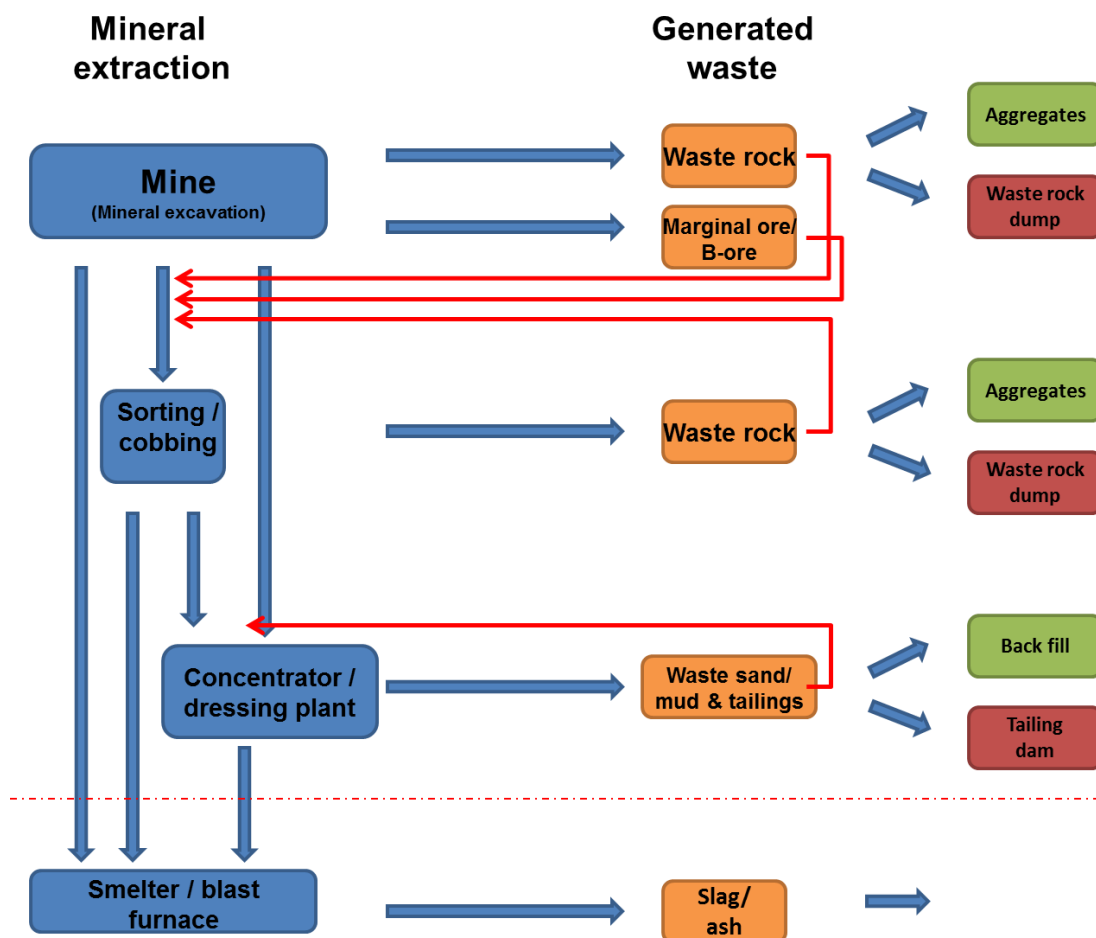 Mineral
extraction
Generated
waste
Aggregates
Mine
(Mineral excavation)
Waste rock
Waste rock
dump
Marginal ore/
B-ore
Sorting /
cobbing
Waste rock
Aggregates
Waste rock
dump
Concentrator /
dressing plant
Waste sand/
mud & tailings
Back fill
Tailing
dam
Smelter / blast
furnace
Slag/
ash